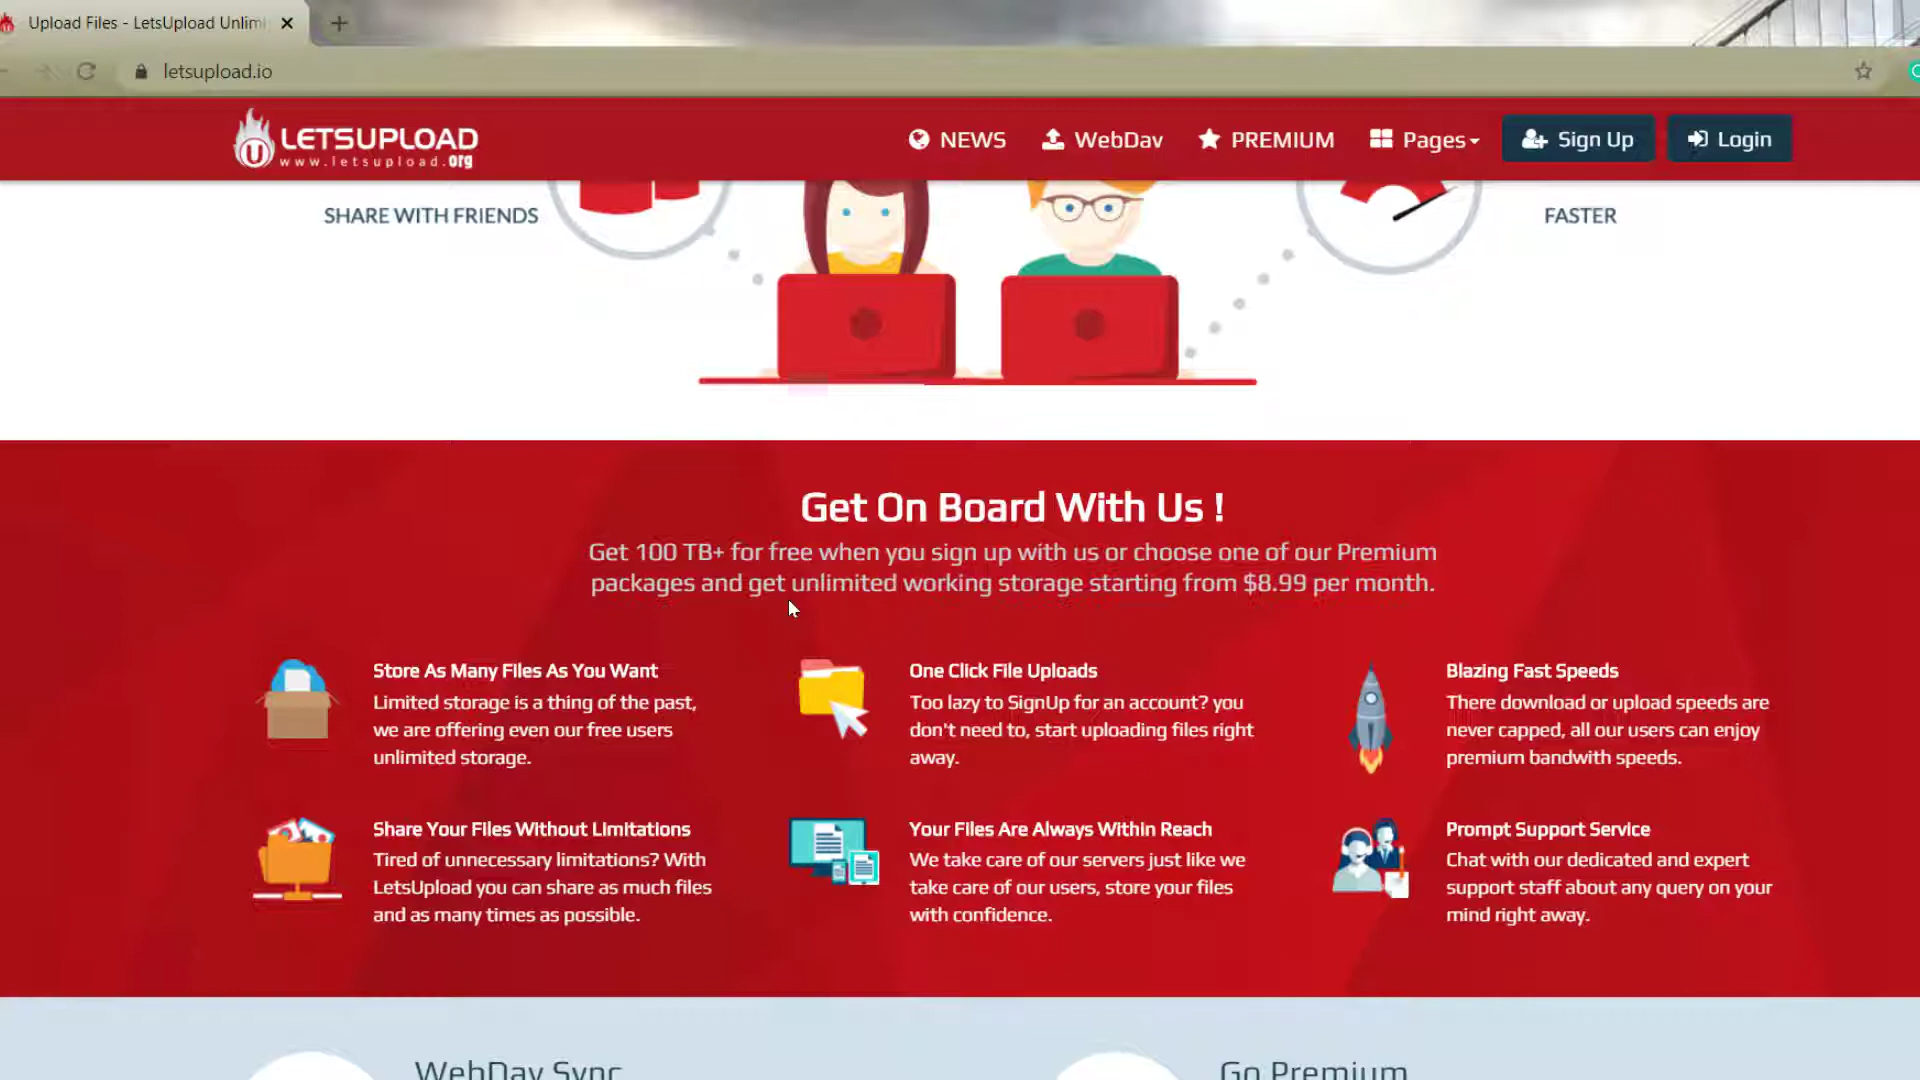 Upload Files - LetsUpload Unlimi
letsupload.io
LETSUPLOAD
www.letsupload.org
NEWS
WebDav
PREMIUM
Pages
Sign Up
Login
SHARE WITH FRIENDS
FASTER
Get On Board With Us !
Get 100 TB+ for free when you sign up with us or choose one of our Premium
packages and get unlimited working storage starting from $8.99 per month.
Store As Many Files As You Want
Limited storage is a thing of the past,
we are offering even our free users
unlimited storage.
One Click File Uploads
Too lazy to SignUp for an account? you
don't need to, start uploading files right
away.
Blazing Fast Speeds
There download or upload speeds are
never capped, all our users can enjoy
premium bandwith speeds.
Share Your Files Without Limitations
Tired of unnecessary limitations? With
LetsUpload you can share as much files
and as many times as possible.
Your Files Are Always Within Reach
We take care of our servers just like we
take care of our users, store your files
with confidence.
Prompt Support Service
Chat with our dedicated and expert
support staff about any query on your
mind right away.
WebDav Sync
Go Premium